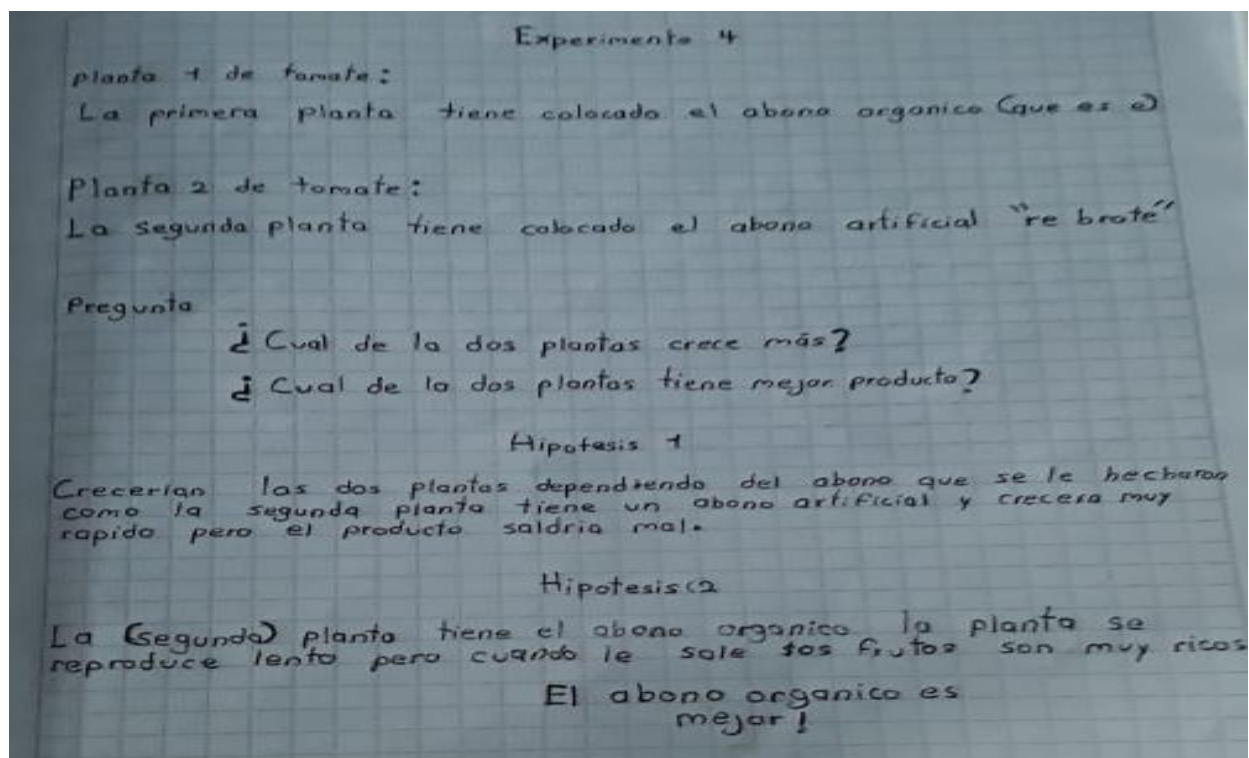 Experimento 4
planta 1 de tomate:
La primera planta tiene colocado el abono organico (que es e)
Planta 2 de tomate:
La segunda planta tiene colocado el abono artificial "re brote"
Pregunta
¿Cual de la dos plantas crece más?
¿Cual de la dos plantas tiene mejor producto?
Hipotesis 1
Crecerian las dos plantas dependiendo del abono que se le hecharon
como la segunda planta tiene un abono artificial y crecera muy
rapido pero el producto saldria mal.
Hipotesis (2
La (segunda) planta tiene el abono organico la planta se
reproduce lento pero cuando le sale sos frutos son muy ricos
El abono organico es
mejor!